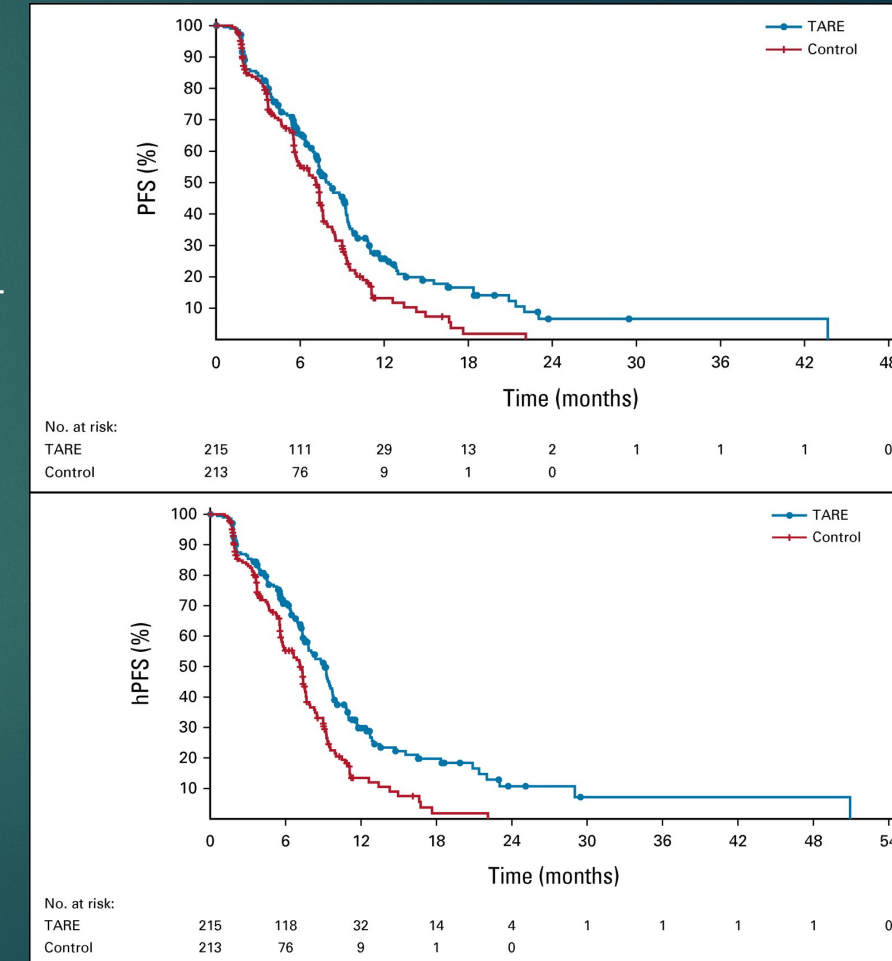 100
90
80
70
60
50
40
30
20
10
PFS (%)
TARE
Control
0 6 12 18 24 30 36 42 48
Time (months)
No. at risk:
TARE 215 111 29 13 2 1 1 1 0
Control 213 76 9 1 0
100
90
80
70
60
50
40
30
20
10
hPFS (%)
TARE
Control
0 6 12 18 24 30 36 42 48 54
Time (months)
No. at risk:
TARE 215 118 32 14 4 1 1 1 1 0
Control 213 76 9 1 0